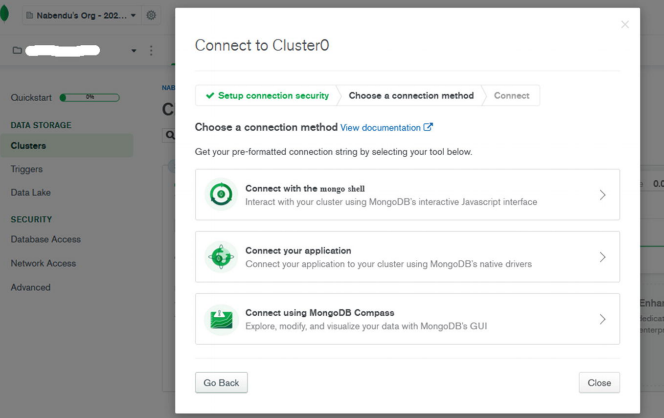 Nabendu's Org - 202...
Connect to Cluster0
Quickstart
3%
Setup connection security
Choose a connection method
Connect
DATA STORAGE
Clusters
Triggers
Data Lake
SECURITY
Database Access
Network Access
Advanced
NAB
C
Choose a connection method View documentation
Get your pre-formatted connection string by selecting your tool below.
Connect with the mongo shell
Interact with your cluster using MongoDB's interactive Javascript interface
Connect your application
Connect your application to your cluster using MongoDB's native drivers
Connect using MongoDB Compass
Explore, modify, and visualize your data with MongoDB's GUI
Go Back
Close
0.0
Enhan